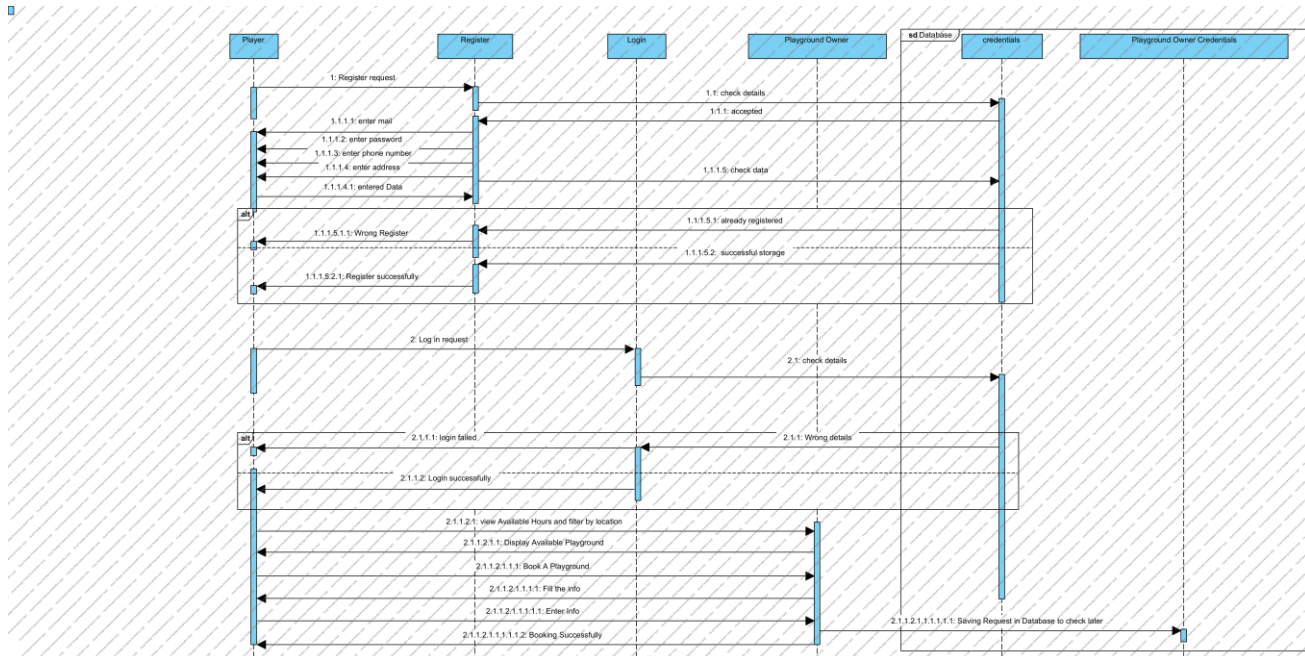 sd Database
Player
Register
Login
Playground Owner
credentials
Playground Owner Credentials
1: Register request
1.1: check details
1.1.1: accepted
1.1.1.1: enter mail
1.1.1.2: enter password
1.1.1.3: enter phone number
1.1.1.4: enter address
1.1.1.5: check data
1.1.1.4.1: entered Data
alt
1.1.1.5.1: already registered
1.1.1.5.1.1: Wrong Register
1.1.1.5.2: successful storage
1.1.1.5.2.1: Register successfully
2: Log in request
2.1: check details
alt
2.1.1.1: login failed
2.1.1: Wrong details
2.1.1.2: Login successfully
2.1.1.2.1: view Available Hours and filter by location
2.1.1.2.1.1: Display Available Playground
2.1.1.2.1.1.1: Book A Playground
2.1.1.2.1.1.1.1: Fill the info
2.1.1.2.1.1.1.1.1: Enter Info
2.1.1.2.1.1.1.1.1.1: Saving Request in Database to check later
2.1.1.2.1.1.1.1.1.2: Booking Successfully